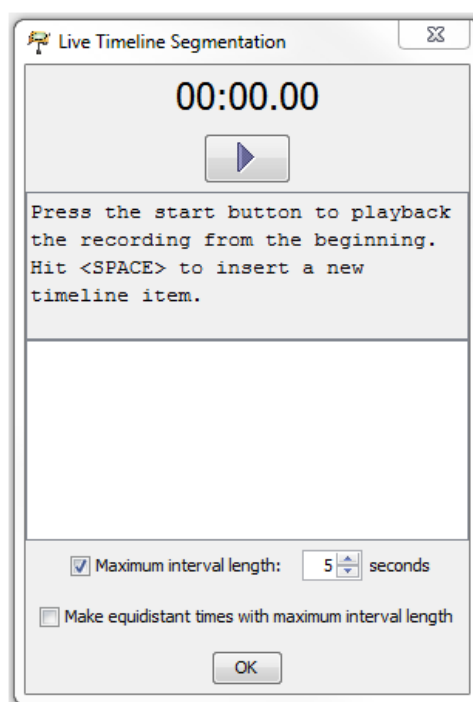 Live Timeline Segmentation
00:00.00
Press the start button to playback
the recording from the beginning.
Hit <SPACE> to insert a new
timeline item.
Maximum interval length: 5 seconds
Make equidistant times with maximum interval length
OK